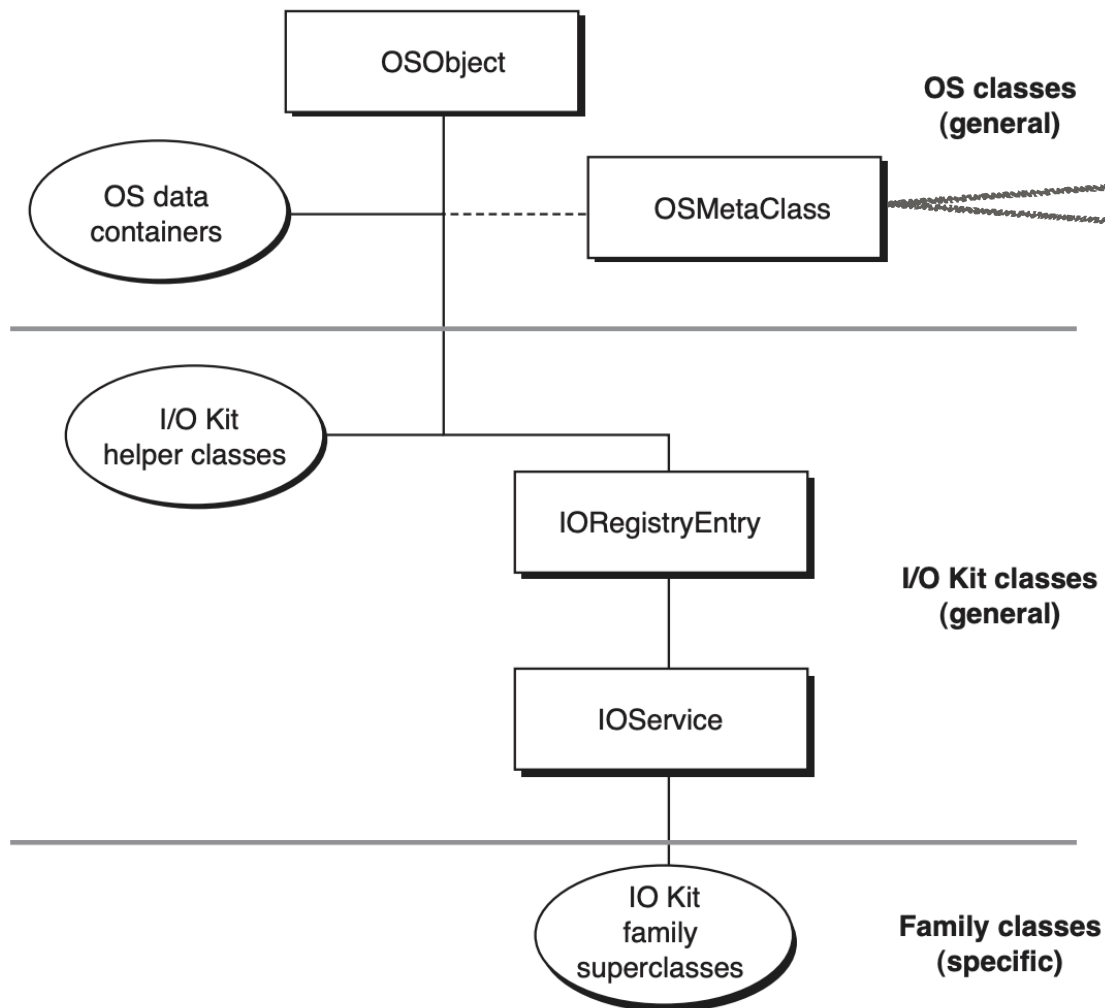 OSObject
OS classes
(general)
OS data
containers
OSMetaClass
I/O Kit
helper classes
IORegistryEntry
I/O Kit classes
(general)
IOService
IO Kit
family
superclasses
Family classes
(specific)